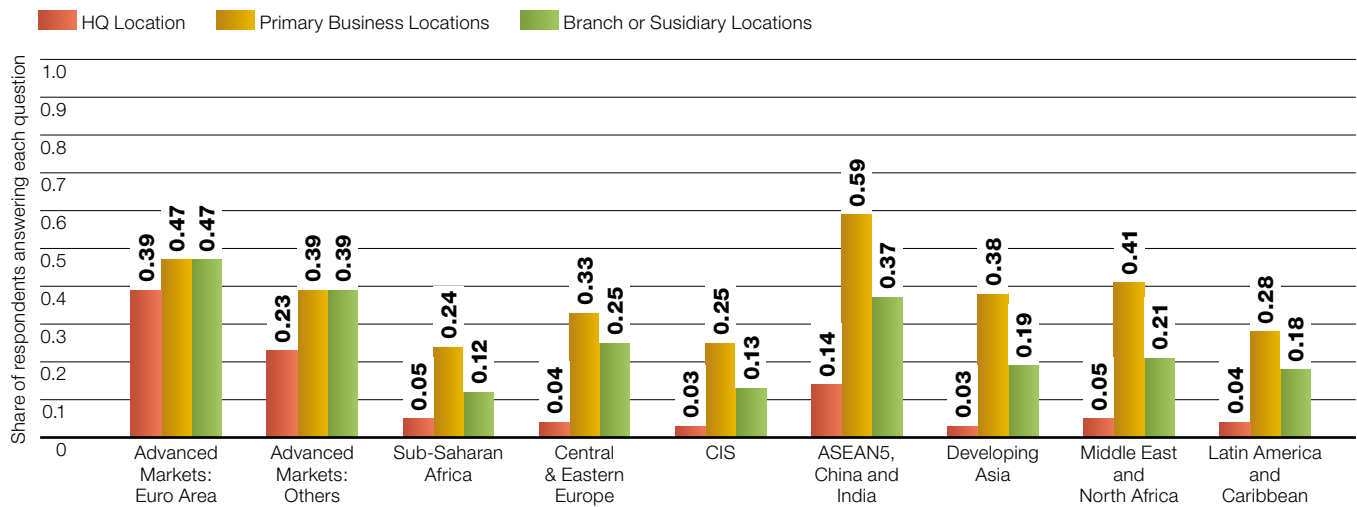 HQ Location
Primary Business Locations
Branch or Susidiary Locations
Share of respondents answering each question
1.0
0.9
0.8
0.7
0.6
0.5
0.4
0.3
0.2
0.1
0
0.39
0.47
0.47
0.23
0.39
0.39
0.05
0.24
0.12
0.04
0.33
0.25
0.03
0.25
0.13
0.14
0.59
0.37
0.03
0.38
0.19
0.05
0.41
0.21
0.04
0.28
0.18
Advanced
Markets:
Euro Area
Advanced
Markets:
Others
Sub-Saharan
Africa
Central
& Eastern
Europe
CIS
ASEAN5,
China and
India
Developing
Asia
Middle East
and
North Africa
Latin America
and
Caribbean